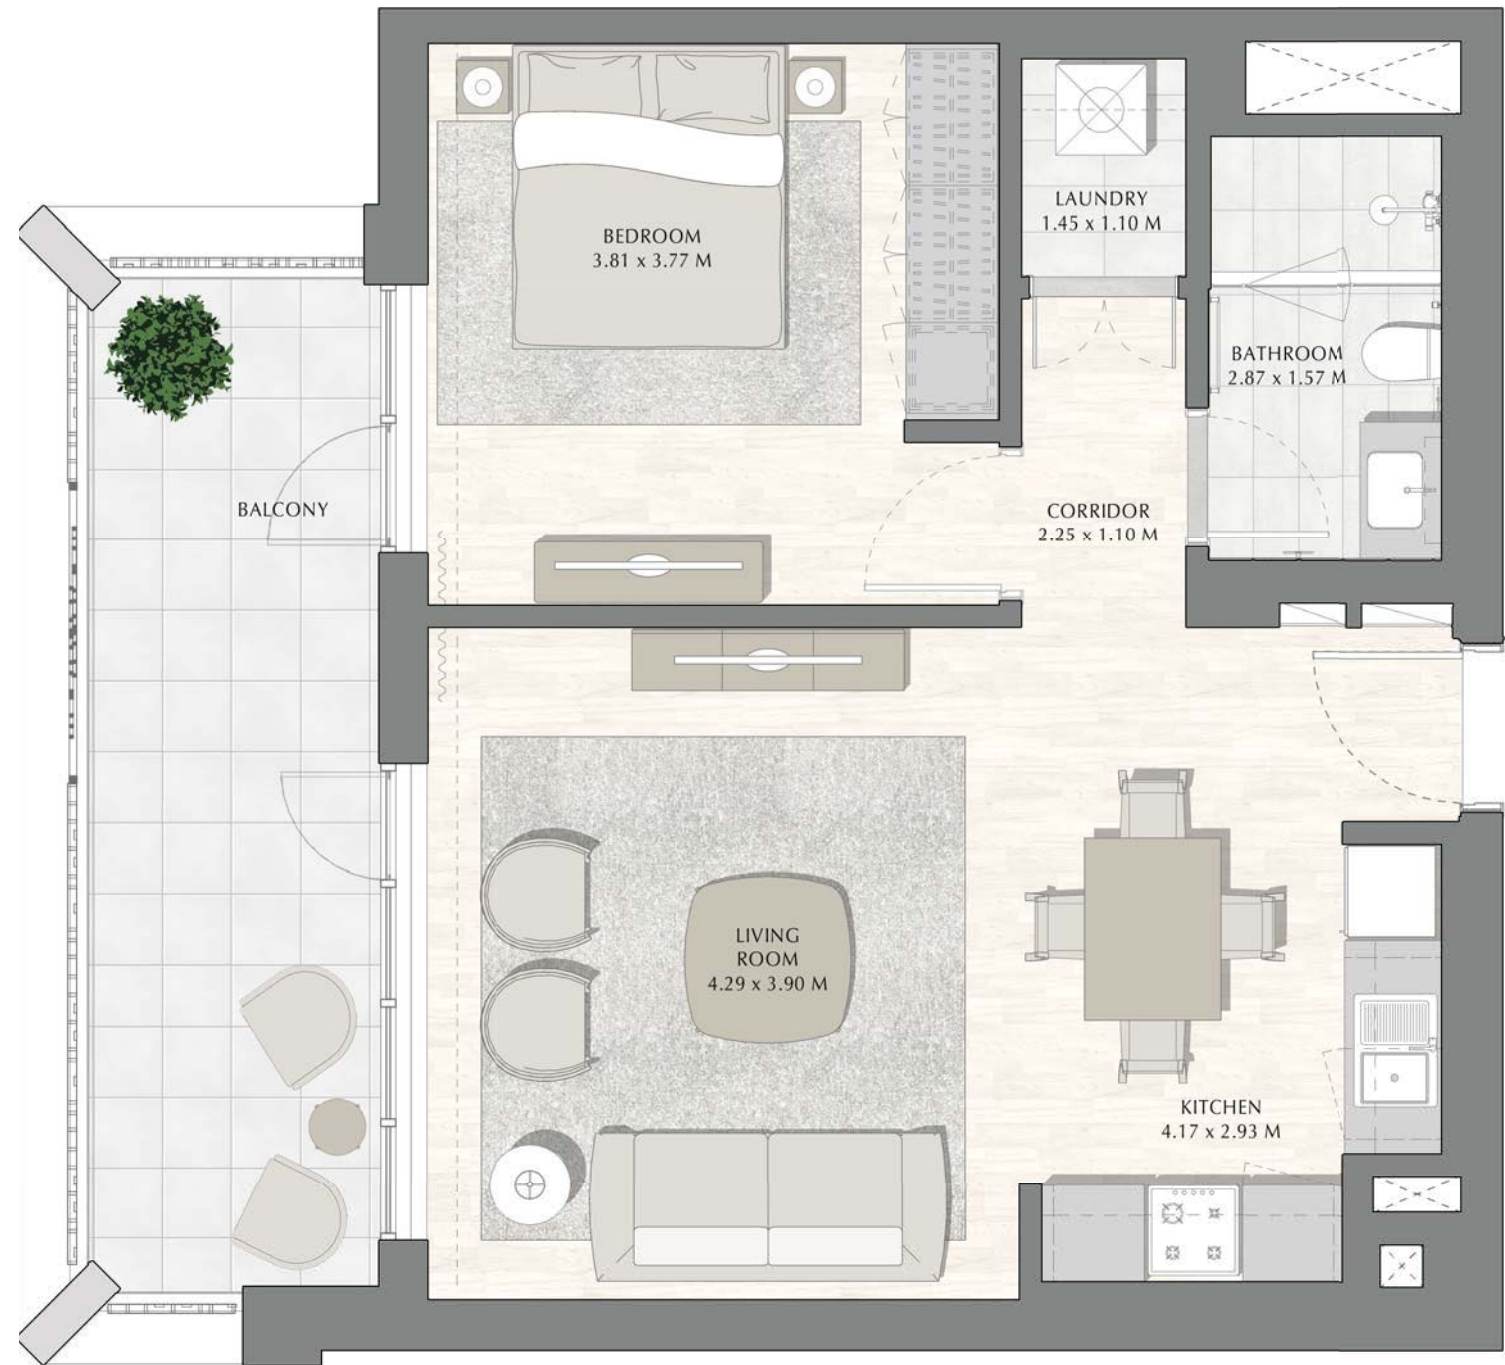 BEDROOM
3.81 x 3.77 M
LAUNDRY
1.45 x 1.10 M
BATHROOM
2.87 x 1.57 M
BALCONY
CORRIDOR
2.25 x 1.10 M
LIVING
ROOM
4.29 x 3.90 M
KITCHEN
4.17 x 2.93 M